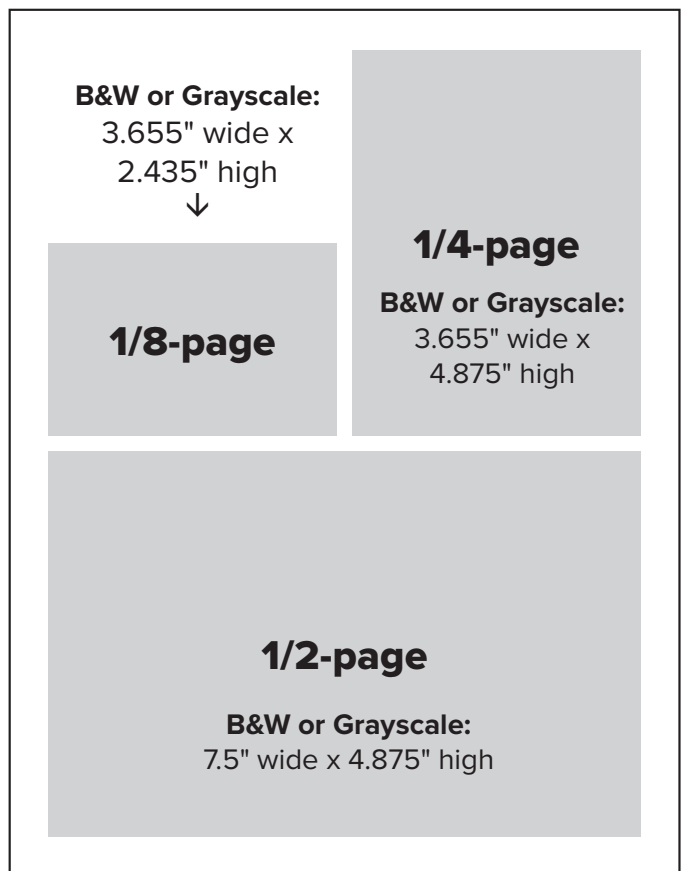 B&W or Grayscale:
3.655" wide x
2.435" high
↓
1/8-page
1/4-page
B&W or Grayscale:
3.655" wide x
4.875" high
1/2-page
B&W or Grayscale:
7.5" wide x 4.875" high